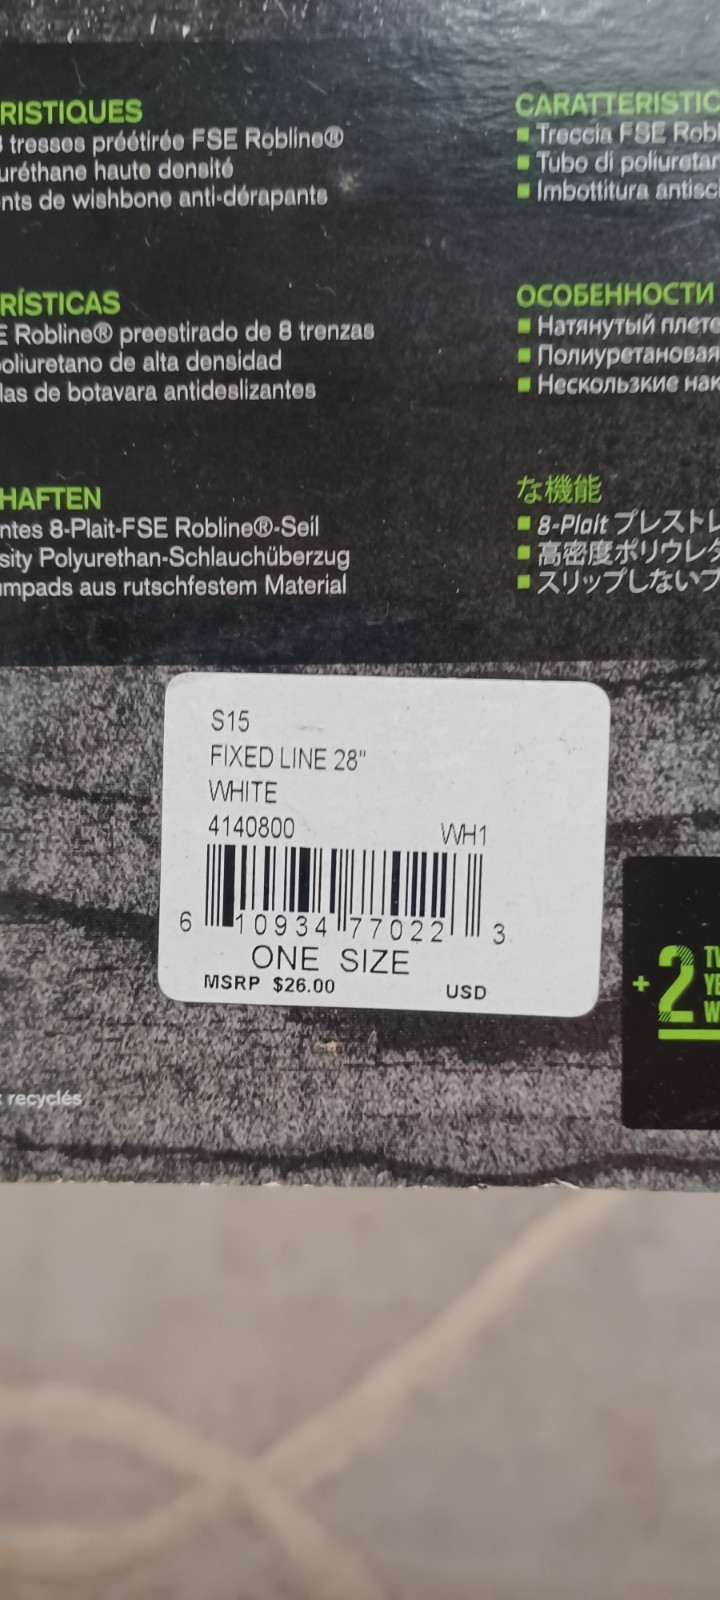 RISTIQUES
3 tresses préétirée FSE Robline®
uréthane haute densité
nts de wishbone anti-dérapants
RÍSTICAS
E Robline® preestirado de 8 trenzas
oliuretano de alta densidad
las de botavara antideslizantes
HAFTEN
ntes 8-Plait-FSE Robline®-Seil
sity Polyurethan-Schlauchüberzug
umpads aus rutschfestem Material
CARATTERISTIC
Treccia FSE Robl
Tubo di poliuretan
Imbottitura antisci
ОСОБЕННОСТИ
Натянутый плете
Полиуретановая
Нескользкие нак
な機能
8-Plait プレストレ
高密度ポリウレタ
スリップしないブ
S15
FIXED LINE 28"
WHITE
4140800 WH1
6 10934 77022 3
ONE SIZE
MSRP $26.00 USD
+2
recyclés